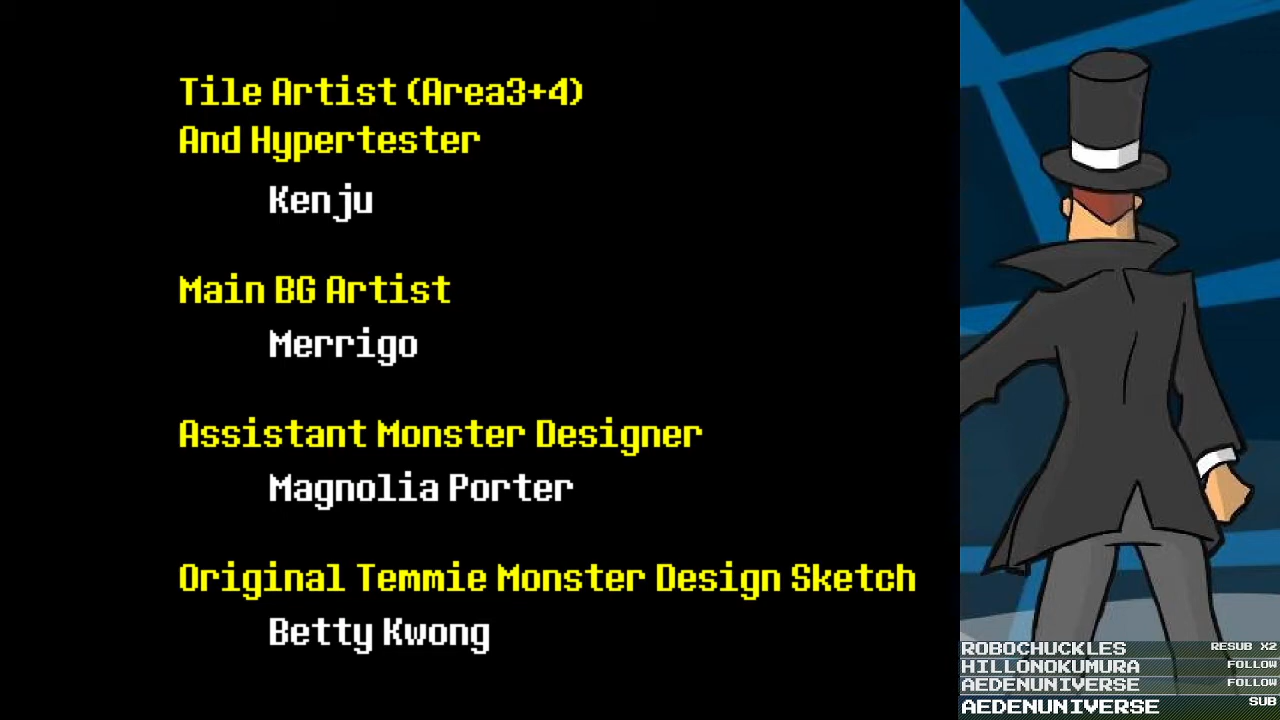 Tile Artist (Area3+4)
And Hypertester
Kenju
Main BG Artist
Merrigo
Assistant Monster Designer
Magnolia Porter
Original Temmie Monster Design Sketch
Betty Kwong
ROBOCHUCKLES RESUB X2
HILLONOKUMURA FOLLOW
AEDENUNIVERSE FOLLOW
AEDENUNIVERSE SUB